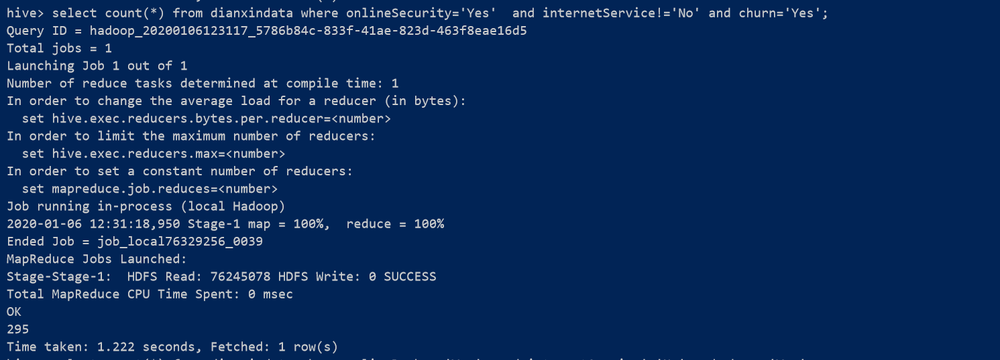 hive> select count(*) from dianxindata where onlineSecurity='Yes'  and internetService!='No' and churn='Yes';
Query ID = hadoop_20200106123117_5786b84c-833f-41ae-823d-463f8eae16d5
Total jobs = 1
Launching Job 1 out of 1
Number of reduce tasks determined at compile time: 1
In order to change the average load for a reducer (in bytes):
  set hive.exec.reducers.bytes.per.reducer=<number>
In order to limit the maximum number of reducers:
  set hive.exec.reducers.max=<number>
In order to set a constant number of reducers:
  set mapreduce.job.reduces=<number>
Job running in-process (local Hadoop)
2020-01-06 12:31:18,950 Stage-1 map = 100%,  reduce = 100%
Ended Job = job_local76329256_0039
MapReduce Jobs Launched:
Stage-Stage-1:  HDFS Read: 76245078 HDFS Write: 0 SUCCESS
Total MapReduce CPU Time Spent: 0 msec
OK
295
Time taken: 1.222 seconds, Fetched: 1 row(s)